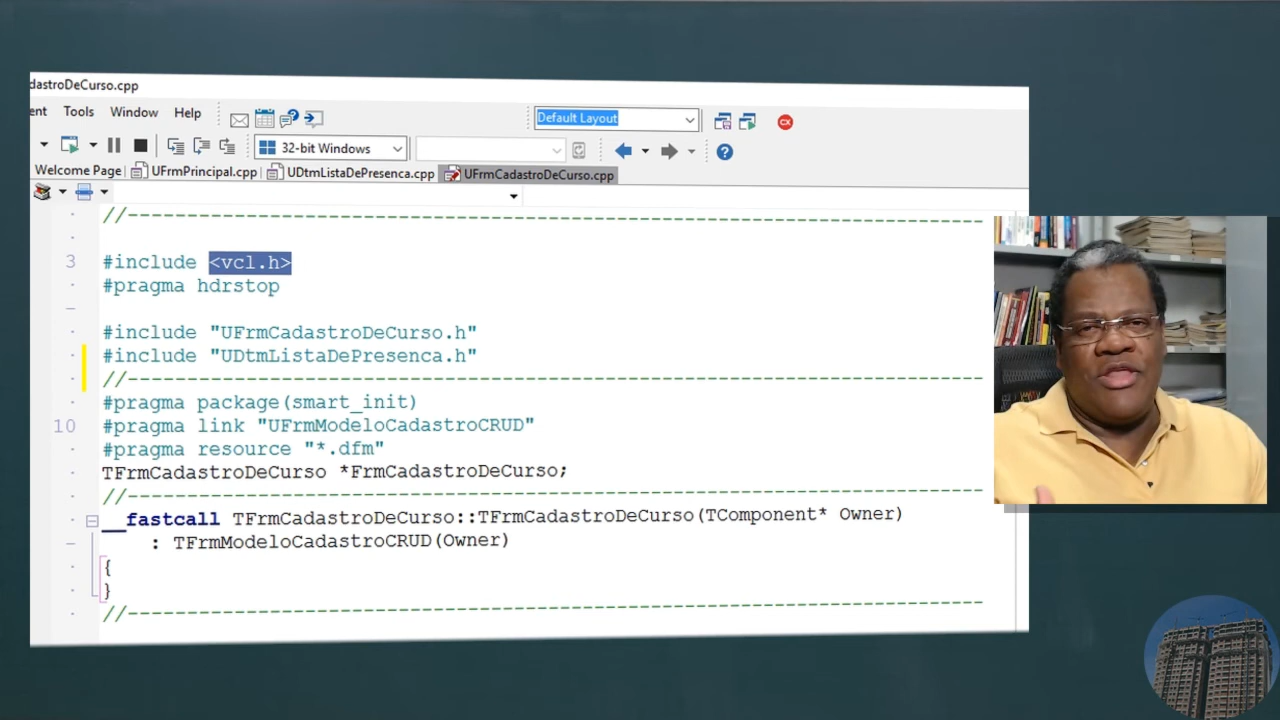 dastroDeCurso.cpp
ent Tools Window Help Default Layout CX
32-bit Windows
Welcome Page UFrmPrincipal.cpp UDtmListaDePresenca.cpp UFrmCadastroDeCurso.cpp
//--------------------------------------------------------------------------
3 #include <vcl.h>
#pragma hdrstop
#include "UFrmCadastroDeCurso.h"
#include "UDtmListaDePresenca.h"
//--------------------------------------------------------------------------
#pragma package(smart_init)
10 #pragma link "UFrmModeloCadastroCRUD"
#pragma resource "*.dfm"
TFrmCadastroDeCurso *FrmCadastroDeCurso;
//--------------------------------------------------------------------------
__fastcall TFrmCadastroDeCurso::TFrmCadastroDeCurso(TComponent* Owner)
: TFrmModeloCadastroCRUD(Owner)
{
}
//--------------------------------------------------------------------------